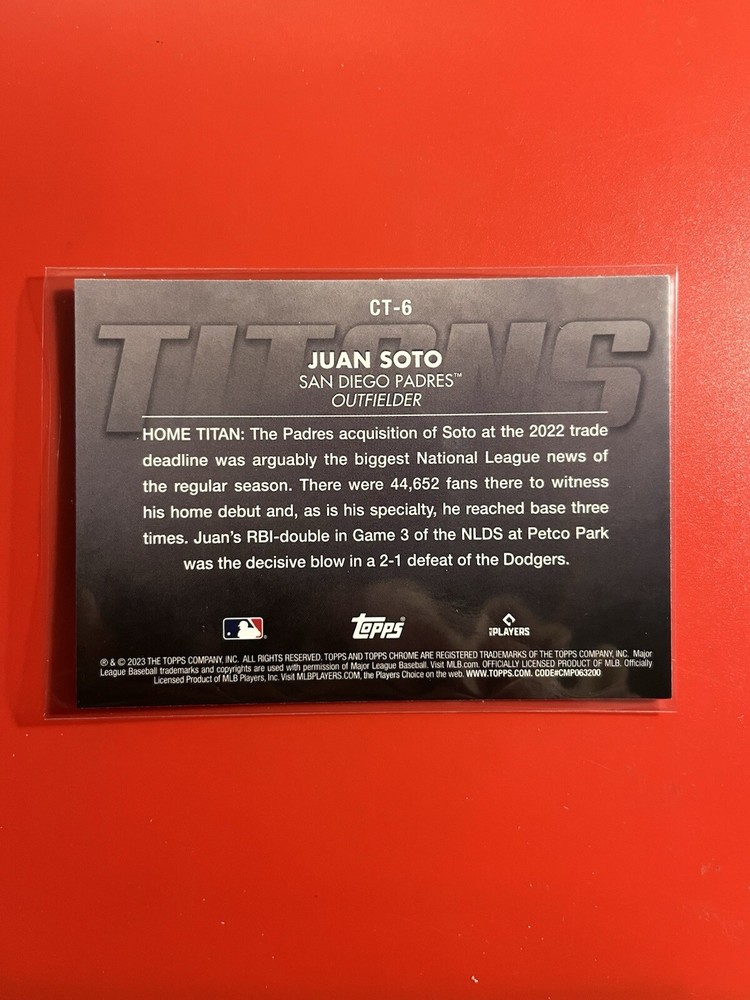 CT-6
TITANS
JUAN SOTO
SAN DIEGO PADRES™
OUTFIELDER
HOME TITAN: The Padres acquisition of Soto at the 2022 trade
deadline was arguably the biggest National League news of
the regular season. There were 44,652 fans there to witness
his home debut and, as is his specialty, he reached base three
times. Juan's RBI-double in Game 3 of the NLDS at Petco Park
was the decisive blow in a 2-1 defeat of the Dodgers.
topps PLAYERS
® & © 2023 THE TOPPS COMPANY, INC. ALL RIGHTS RESERVED. TOPPS AND TOPPS CHROME ARE REGISTERED TRADEMARKS OF THE TOPPS COMPANY, INC. Major
League Baseball trademarks and copyrights are used with permission of Major League Baseball. Visit MLB.com. OFFICIALLY LICENSED PRODUCT OF MLB. Officially
Licensed Product of MLB Players, Inc. Visit MLBPLAYERS.COM, the Players Choice on the web. WWW.TOPPS.COM. CODE#CMP063200